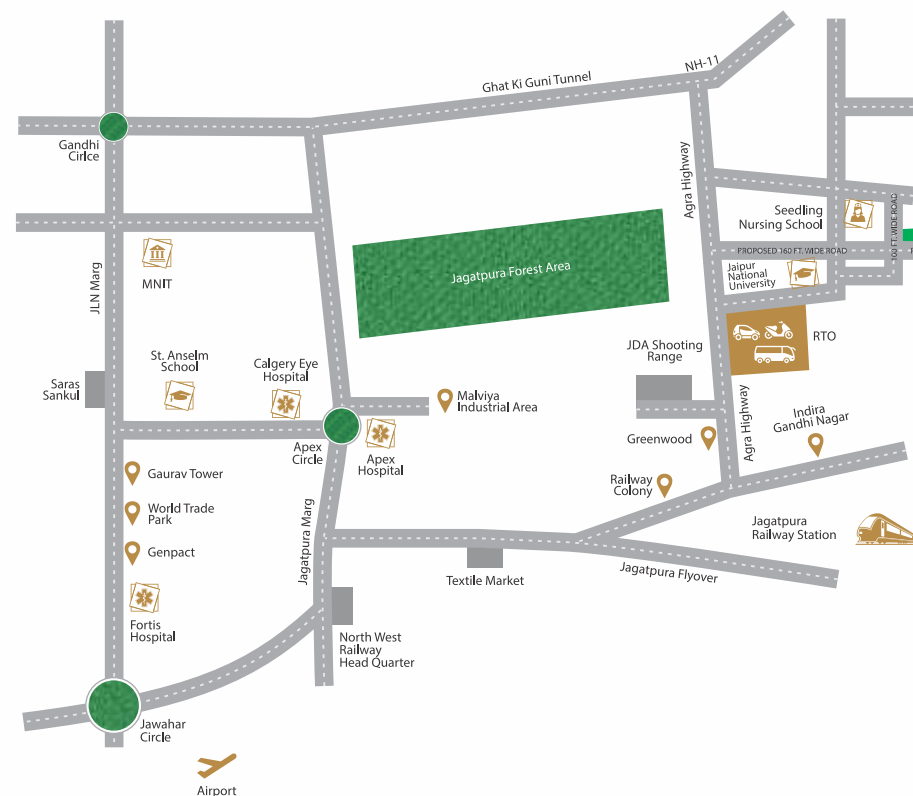 NH-11
Ghat Ki Guni Tunnel
Gandhi
Cirlce
Agra Highway
Seedling
Nursing School
100 FT. WIDE ROAD
PROPOSED 160 FT. WIDE ROAD
JLN Marg
MNIT
Jagatpura Forest Area
Jaipur
National
University
RTO
St. Anselm
School
Calgery Eye
Hospital
JDA Shooting
Range
Saras
Sankul
Malviya
Industrial Area
Agra Highway
Indira
Gandhi Nagar
Apex
Circle
Apex
Hospital
Greenwood
Gaurav Tower
Railway
Colony
World Trade
Park
Jagatpura Marg
Jagatpura
Railway Station
Genpact
Textile Market
Jagatpura Flyover
Fortis
Hospital
North West
Railway
Head Quarter
Jawahar
Circle
Airport